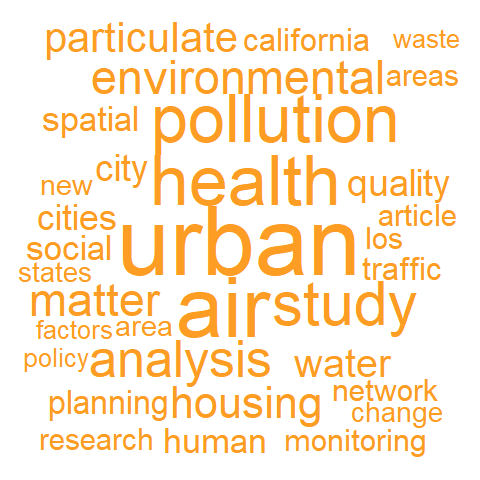 particulate california waste
environmental areas
spatial pollution
city health quality
new
cities urban article
social los
states traffic
matter air study
factors area
policy analysis water
planning housing network
change
research human monitoring